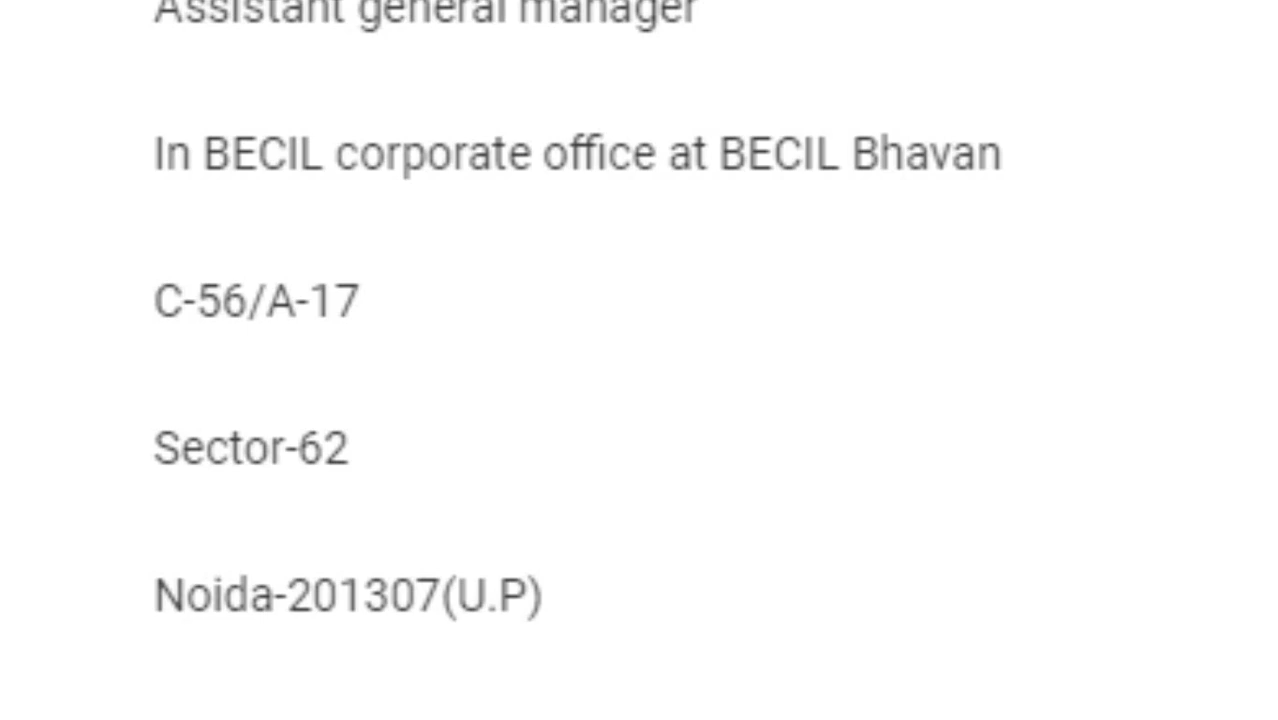 Assistant general manager
In BECIL corporate office at BECIL Bhavan
C-56/A-17
Sector-62
Noida-201307(U.P)